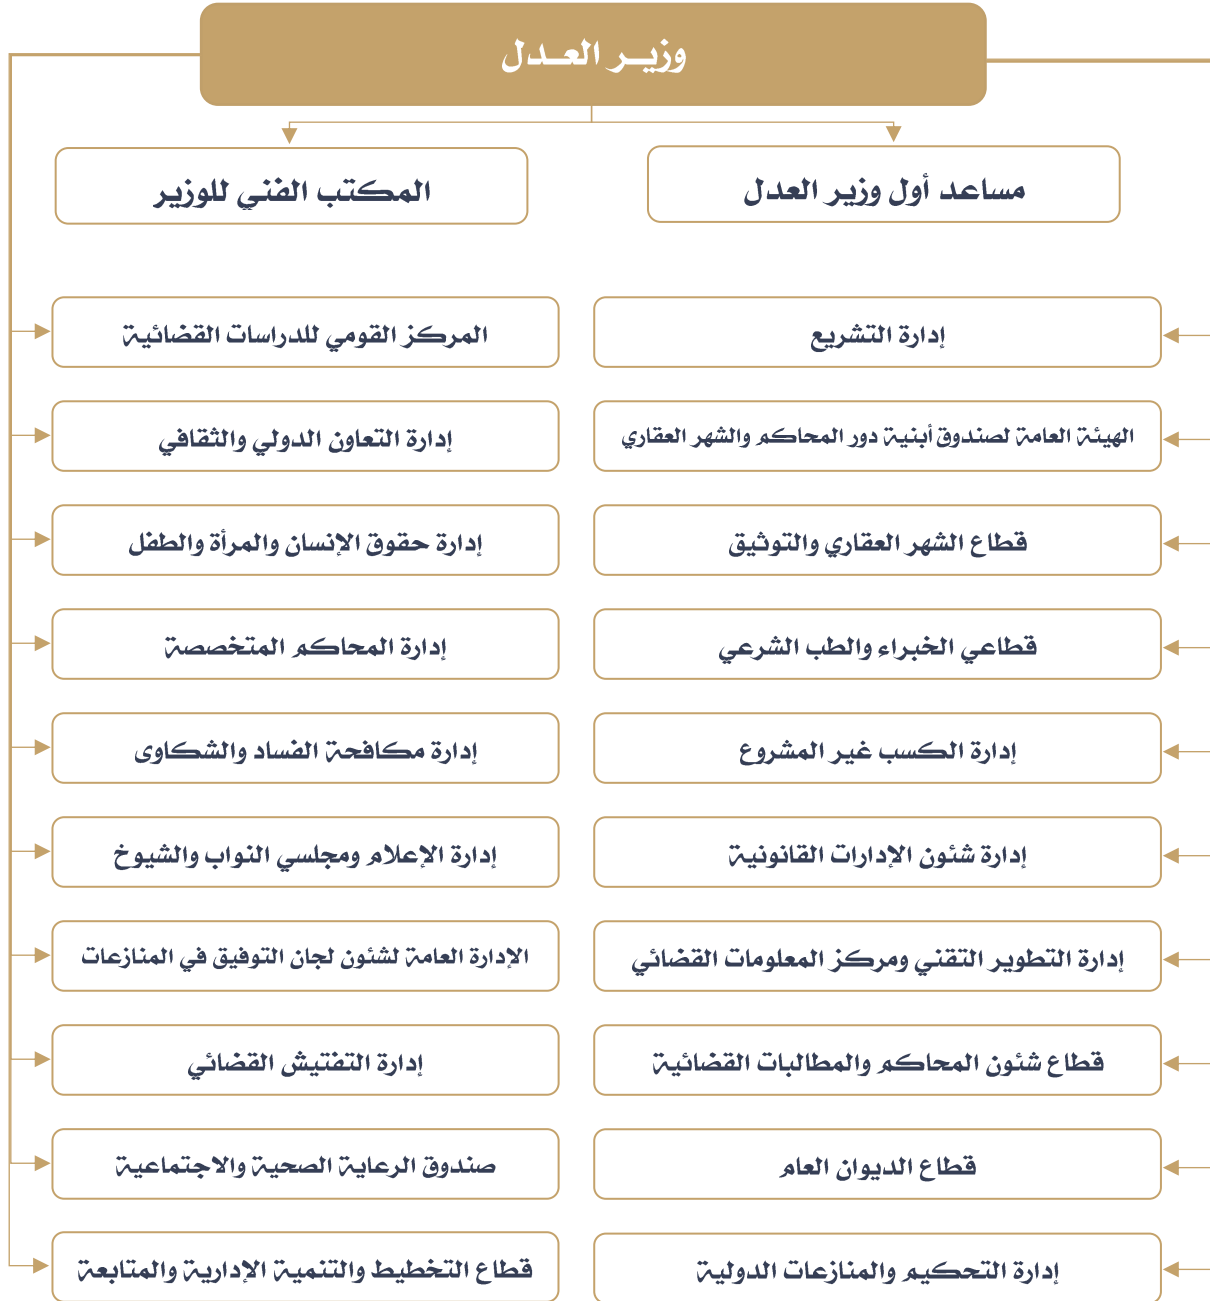 وزير العدل
مساعد أول وزير العدل
المكتب الفني للوزير
إدارة التشريع
المركز القومي للدراسات القضائية
الهيئة العامة لصندوق أبنية دور المحاكم والشهر العقاري
إدارة التعاون الدولي والثقافي
قطاع الشهر العقاري والتوثيق
إدارة حقوق الإنسان والمرأة والطفل
قطاعي الخبراء والطب الشرعي
إدارة المحاكم المتخصصة
إدارة الكسب غير المشروع
إدارة مكافحة الفساد والشكاوى
إدارة شئون الإدارات القانونية
إدارة الإعلام ومجلسي النواب والشيوخ
إدارة التطوير التقني ومركز المعلومات القضائي
الإدارة العامة لشئون لجان التوفيق في المنازعات
قطاع شئون المحاكم والمطالبات القضائية
إدارة التفتيش القضائي
قطاع الديوان العام
صندوق الرعاية الصحية والاجتماعية
إدارة التحكيم والمنازعات الدولية
قطاع التخطيط والتنمية الإدارية والمتابعة